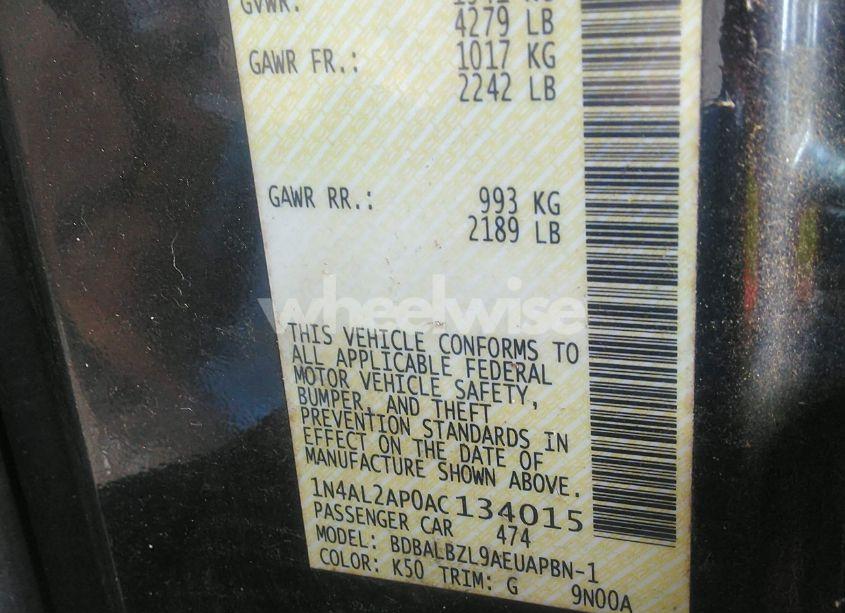 GVWR: 1941 KG
4279 LB
GAWR FR.: 1017 KG
2242 LB
GAWR RR.: 993 KG
2189 LB
wheelwise
THIS VEHICLE CONFORMS TO
ALL APPLICABLE FEDERAL
MOTOR VEHICLE SAFETY,
BUMPER, AND THEFT
PREVENTION STANDARDS IN
EFFECT ON THE DATE OF
MANUFACTURE SHOWN ABOVE.
1N4AL2AP0AC134015
PASSENGER CAR 474
MODEL: BDBALBZL9AEUAPBN-1
COLOR: K50 TRIM: G 9N00A